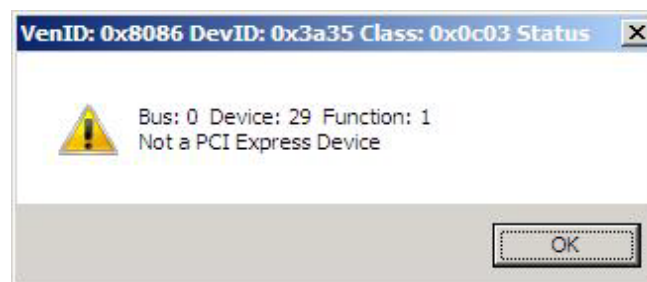 VenID: 0x8086 DevID: 0x3a35 Class: 0x0c03 Status
Bus: 0 Device: 29 Function: 1
Not a PCI Express Device
OK